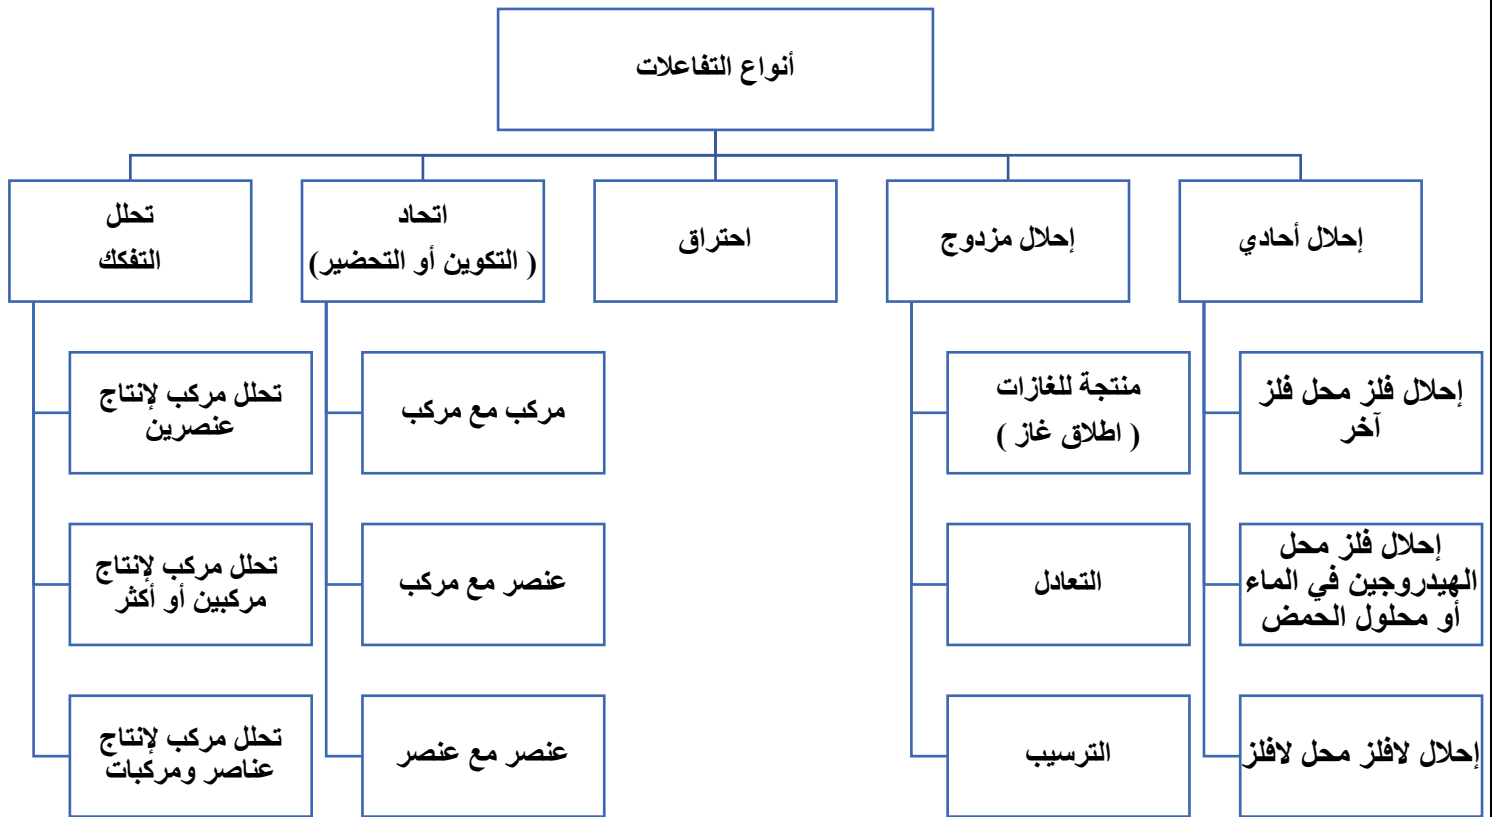 أنواع التفاعلات
إحلال أحادي
إحلال مزدوج
احتراق
اتحاد
( التكوين أو التحضير)
تحلل
التفكك
إحلال فلز محل فلز
آخر
منتجة للغازات
( اطلاق غاز )
مركب مع مركب
تحلل مركب لإنتاج
عنصرين
إحلال فلز محل
الهيدروجين في الماء
أو محلول الحمض
التعادل
عنصر مع مركب
تحلل مركب لإنتاج
مركبين أو أكثر
إحلال لافلز محل لافلز
الترسيب
عنصر مع عنصر
تحلل مركب لإنتاج
عناصر ومركبات